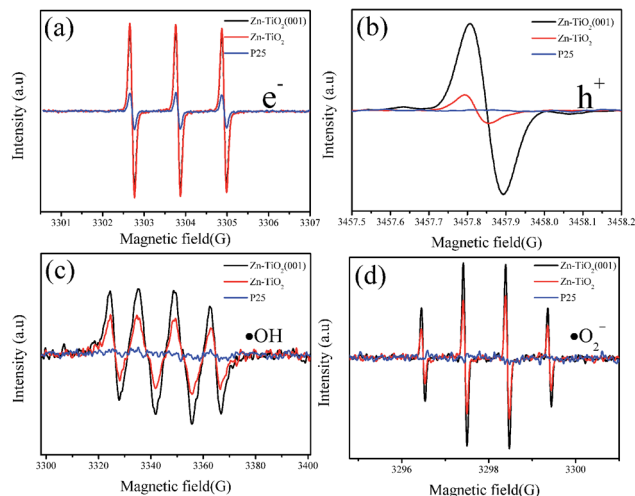 (a)
Zn-TiO₂(001)
Zn-TiO₂
P25
e⁻
Intensity (a.u)
3301 3302 3303 3304 3305 3306 3307
Magnetic field(G)
(b)
Zn-TiO₂(001)
Zn-TiO₂
P25
h⁺
Intensity (a.u)
3457.5 3457.6 3457.7 3457.8 3457.9 3458.0 3458.1 3458.2
Magnetic field(G)
(c)
Zn-TiO₂(001)
Zn-TiO₂
P25
●OH
Intensity (a.u)
3300 3320 3340 3360 3380 3400
Magnetic field(G)
(d)
Zn-TiO₂(001)
Zn-TiO₂
P25
●O₂⁻
Intensity (a.u)
3296 3298 3300
Magnetic field(G)